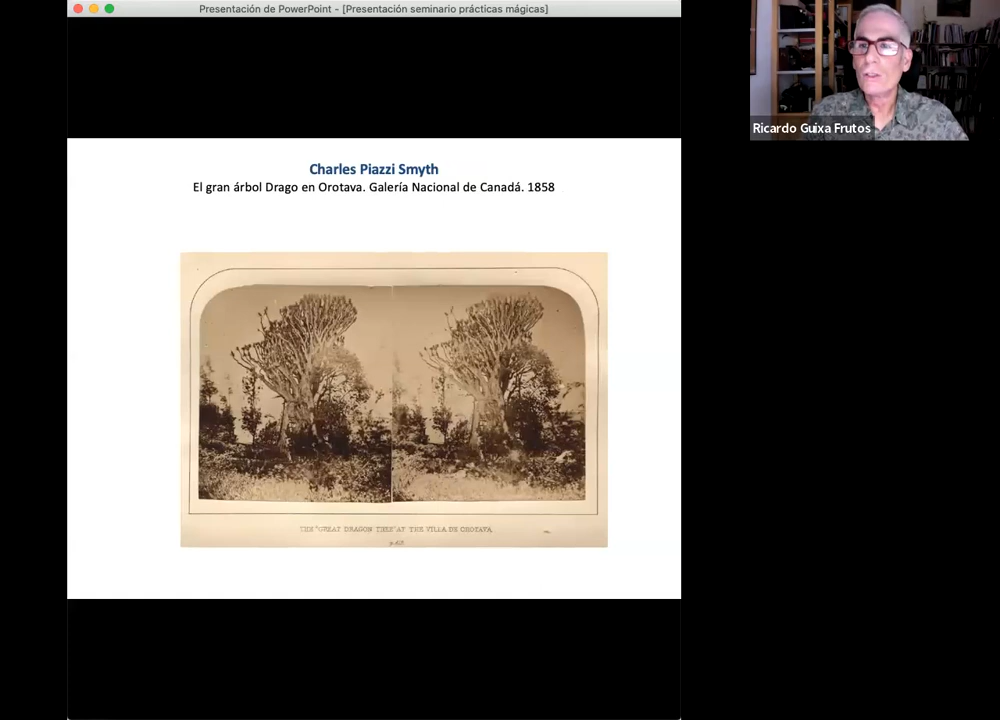 Presentación de PowerPoint - [Presentación seminario prácticas mágicas]
Ricardo Guixa Frutos
Charles Piazzi Smyth
El gran árbol Drago en Orotava. Galería Nacional de Canadá. 1858
THE "GREAT DRAGON TREE" AT THE VILLA DE OROTAVA.